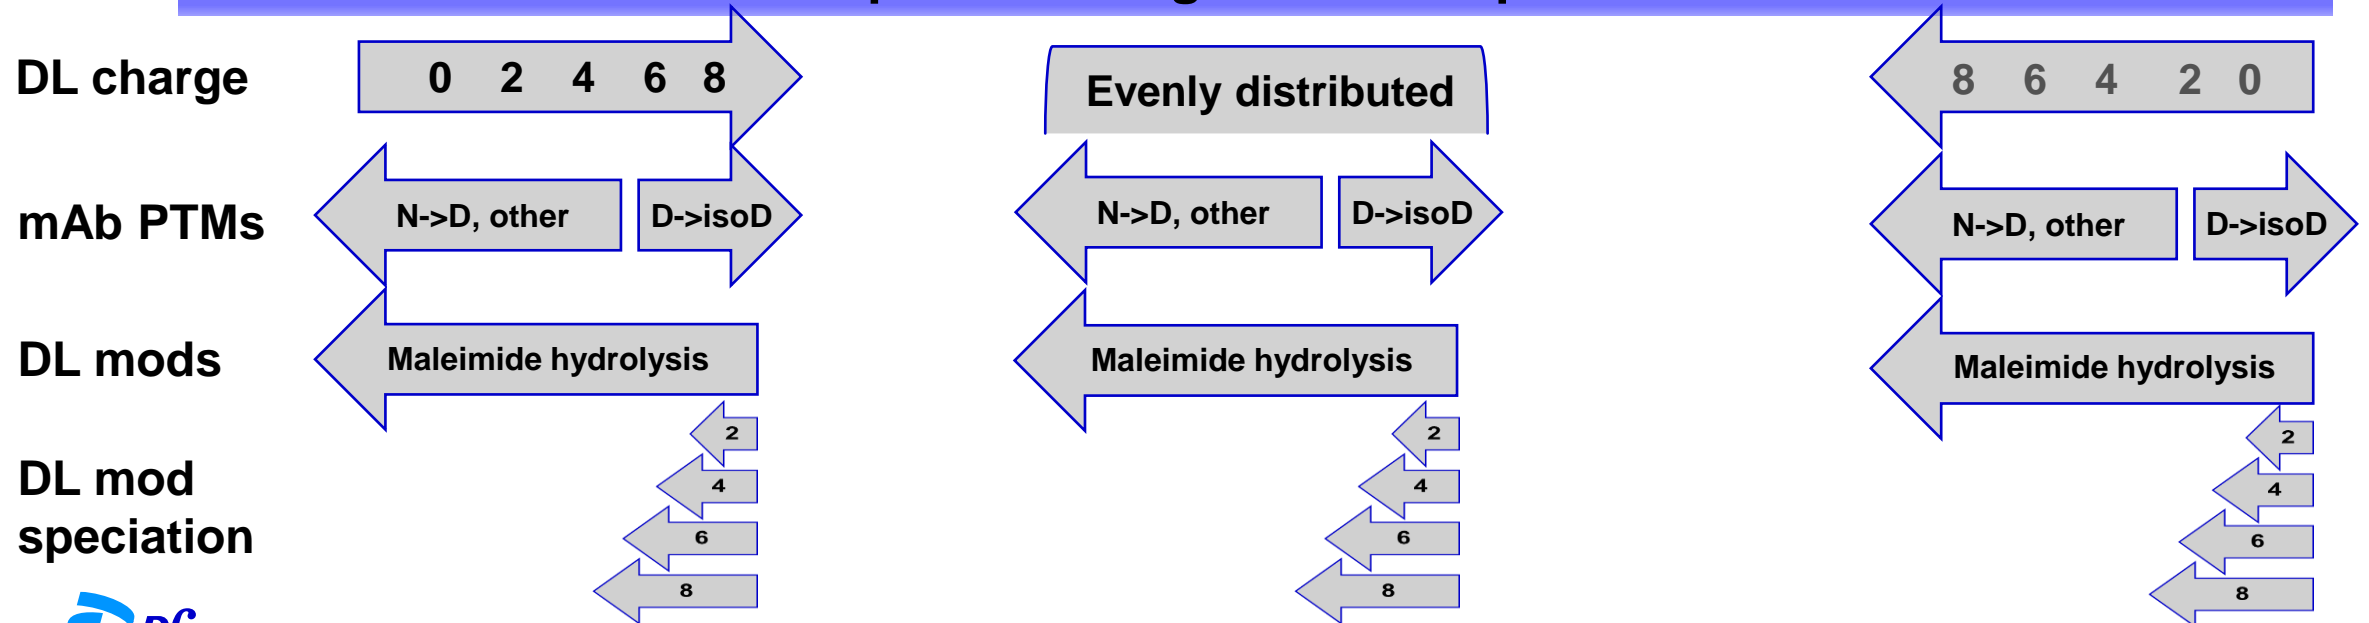 DL charge
0 2 4 6 8
Evenly distributed
8 6 4 2 0
mAb PTMs
N->D, other D->isoD
N->D, other D->isoD
N->D, other D->isoD
DL mods
Maleimide hydrolysis
Maleimide hydrolysis
Maleimide hydrolysis
DL mod
speciation
2
4
6
8
2
4
6
8
2
4
6
8